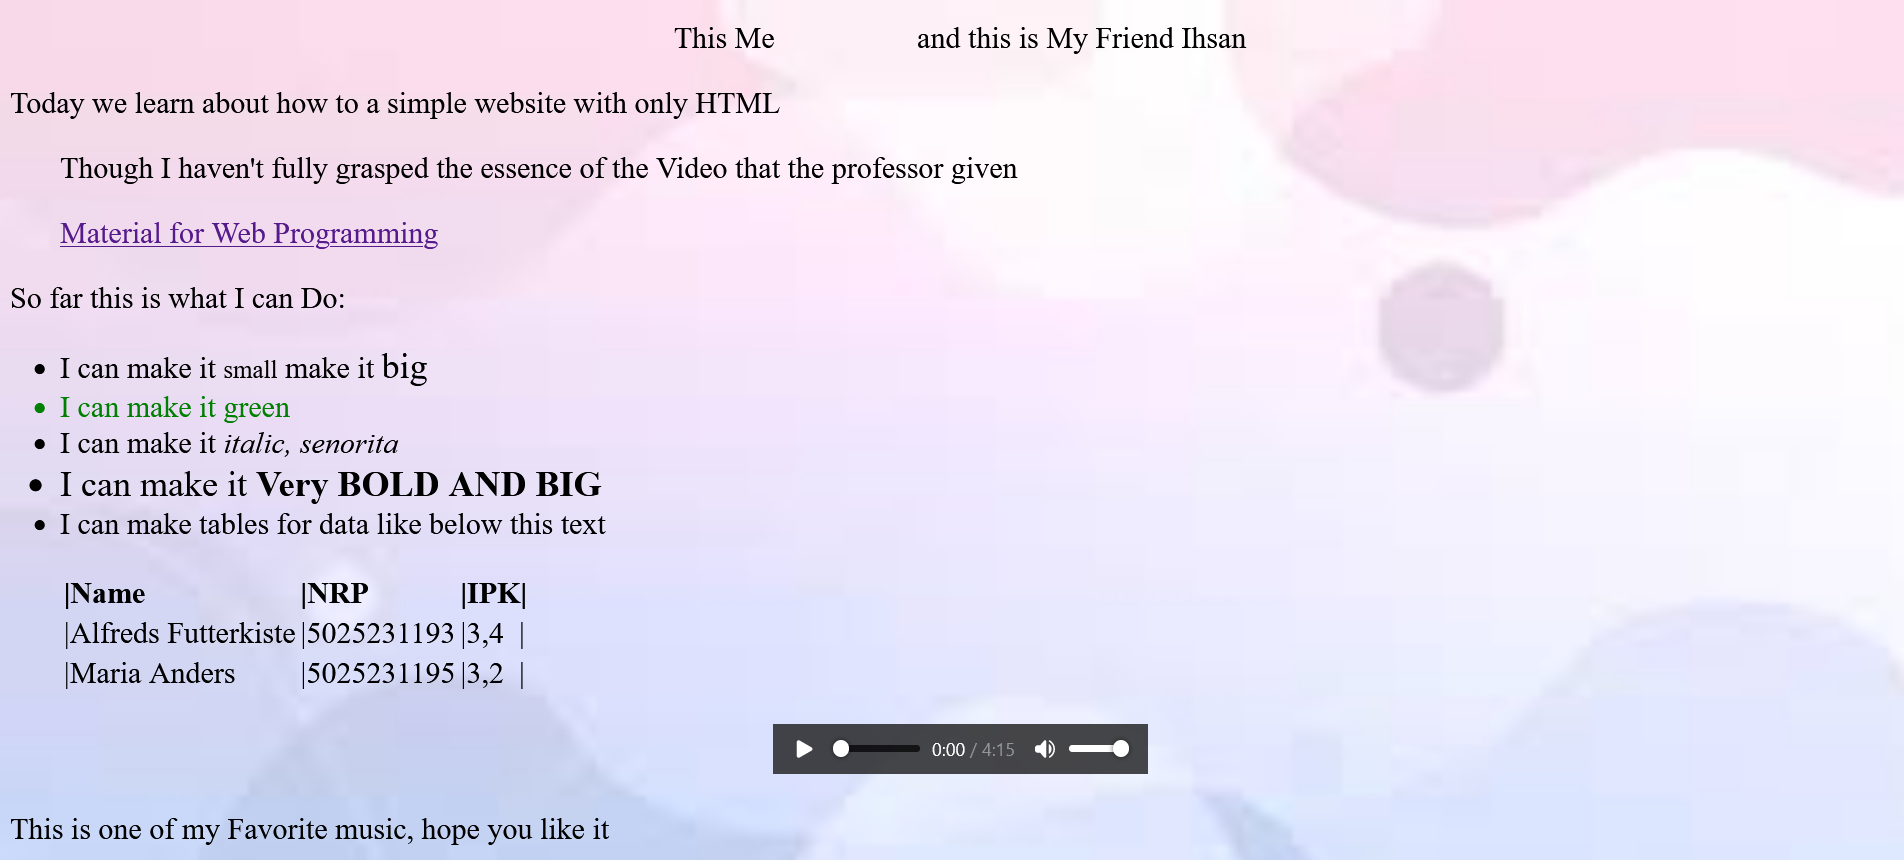 This Me and this is My Friend Ihsan
Today we learn about how to a simple website with only HTML
Though I haven't fully grasped the essence of the Video that the professor given
Material for Web Programming
So far this is what I can Do:
• I can make it small make it big
• I can make it green
• I can make it italic, senorita
• I can make it Very BOLD AND BIG
• I can make tables for data like below this text
|Name |NRP |IPK|
|Alfreds Futterkiste |5025231193 |3,4 |
|Maria Anders |5025231195 |3,2 |
0:00 / 4:15
This is one of my Favorite music, hope you like it